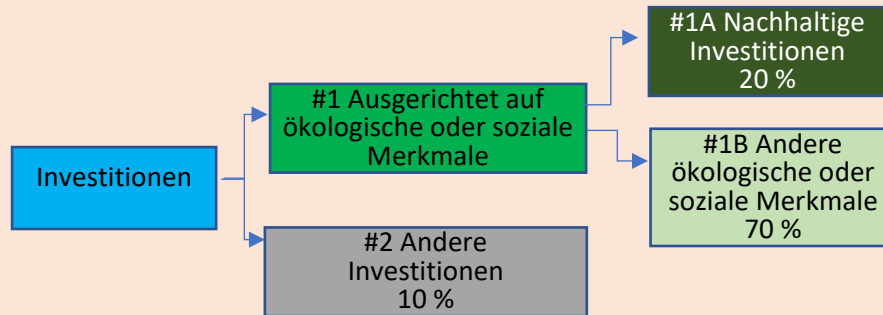 #1A Nachhaltige
Investitionen
20 %
#1 Ausgerichtet auf
ökologische oder soziale
Merkmale
#1B Andere
ökologische oder
soziale Merkmale
70 %
Investitionen
#2 Andere
Investitionen
10 %